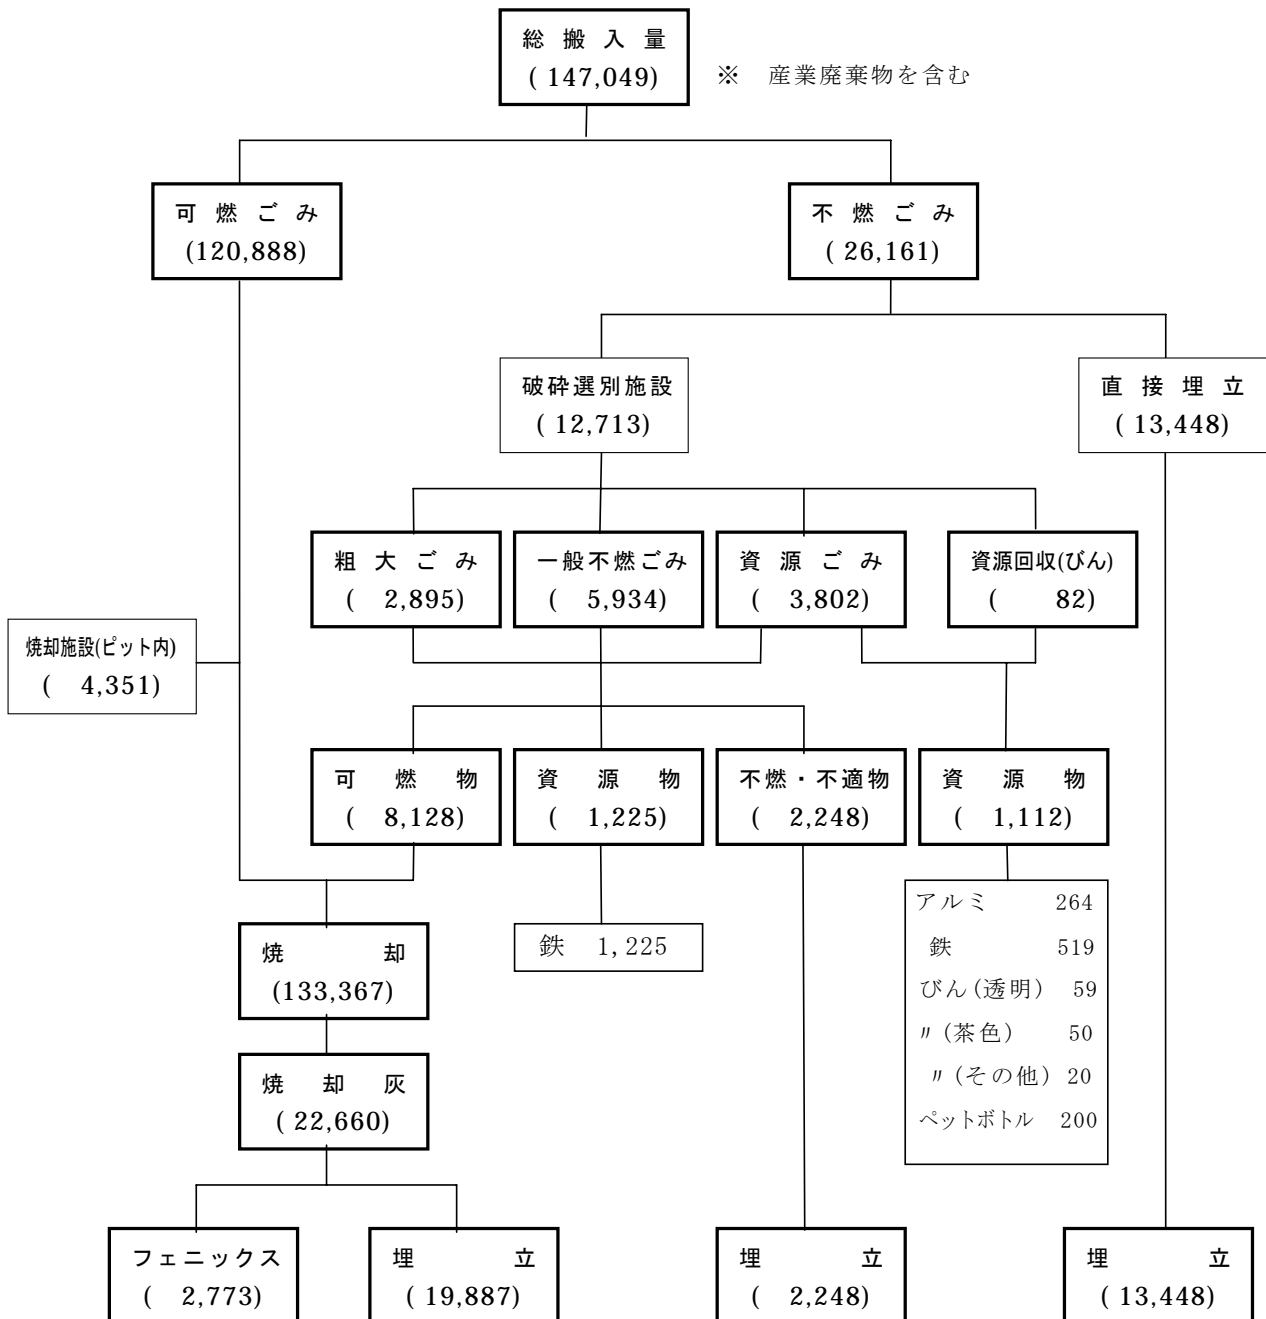 総搬入量
( 147,049)
※ 産業廃棄物を含む
可燃ごみ
(120,888)
不燃ごみ
( 26,161)
破砕選別施設
( 12,713)
直接埋立
( 13,448)
粗大ごみ
( 2,895)
一般不燃ごみ
( 5,934)
資源ごみ
( 3,802)
資源回収(びん)
( 82)
焼却施設(ピット内)
( 4,351)
可燃物
( 8,128)
資源物
( 1,225)
不燃・不適物
( 2,248)
資源物
( 1,112)
鉄 1,225
アルミ 264
鉄 519
びん(透明) 59
〃(茶色) 50
〃(その他) 20
ペットボトル 200
焼却
(133,367)
焼却灰
( 22,660)
フェニックス
( 2,773)
埋立
( 19,887)
埋立
( 2,248)
埋立
( 13,448)